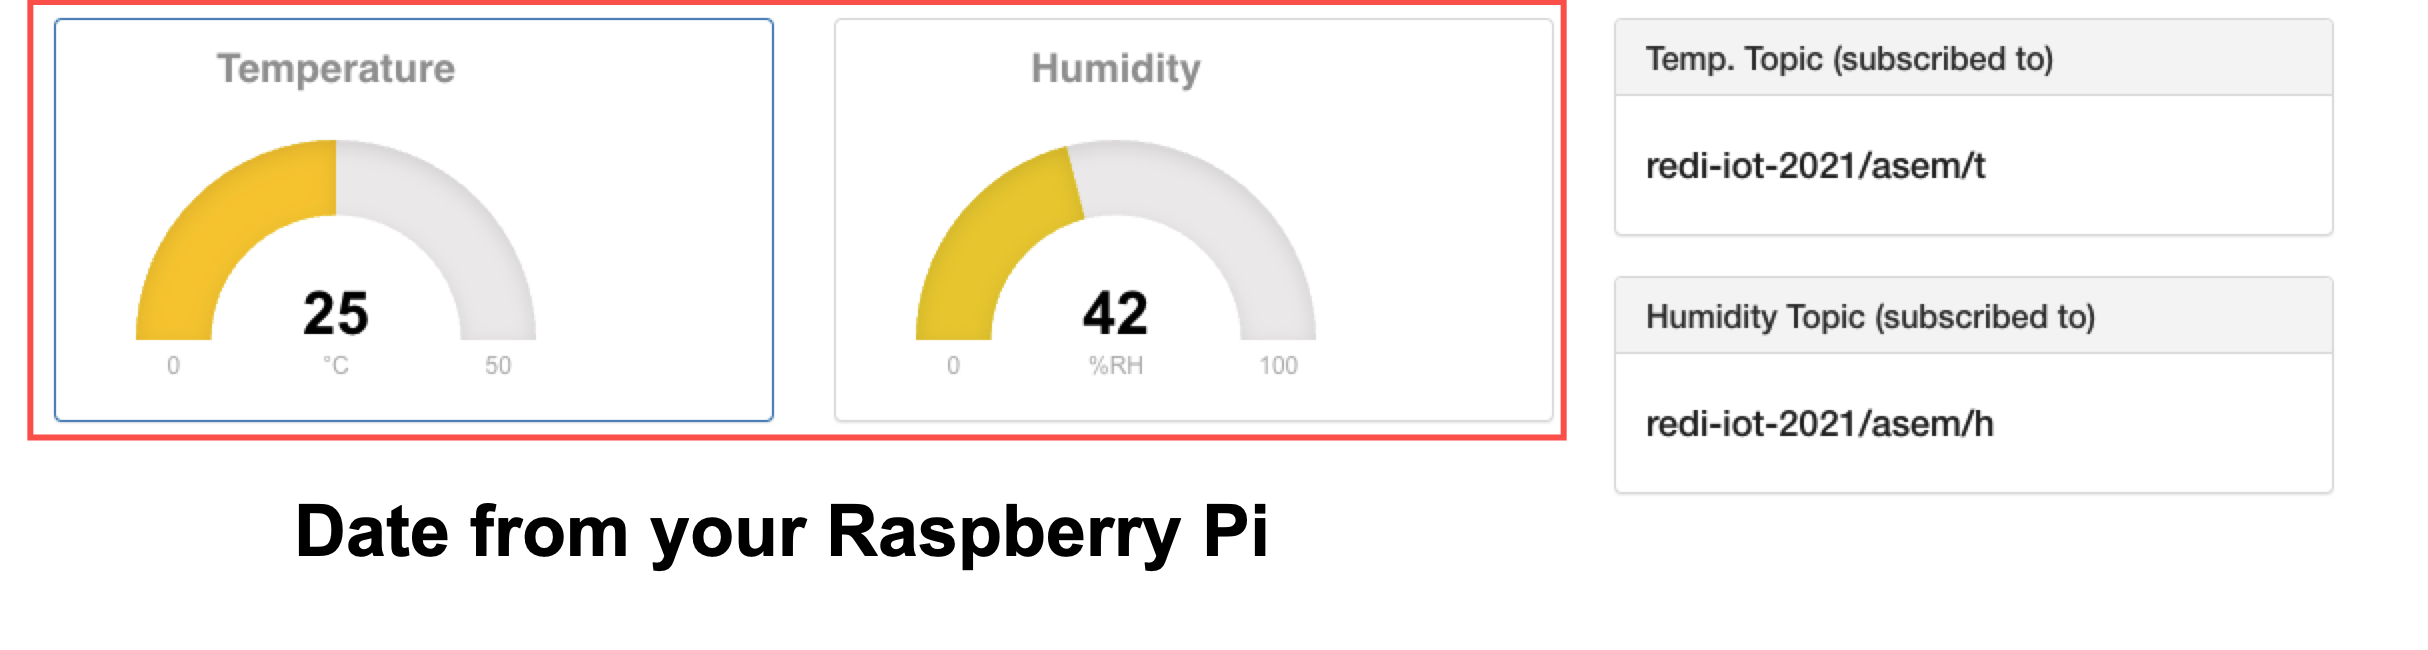 Temperature
25
0 °C 50
Humidity
42
0 %RH 100
Temp. Topic (subscribed to)
redi-iot-2021/asem/t
Humidity Topic (subscribed to)
redi-iot-2021/asem/h
Date from your Raspberry Pi